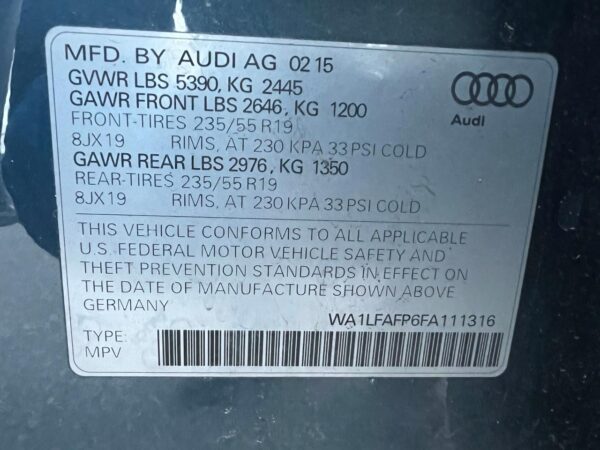 MFD. BY AUDI AG 02 15
GVWR LBS 5390, KG 2445
GAWR FRONT LBS 2646, KG 1200
FRONT-TIRES 235/55 R19
8JX19 RIMS, AT 230 KPA 33 PSI COLD
GAWR REAR LBS 2976, KG 1350
REAR-TIRES 235/55 R19
8JX19 RIMS, AT 230 KPA 33 PSI COLD
Audi
THIS VEHICLE CONFORMS TO ALL APPLICABLE
U.S. FEDERAL MOTOR VEHICLE SAFETY AND
THEFT PREVENTION STANDARDS IN EFFECT ON
THE DATE OF MANUFACTURE SHOWN ABOVE
GERMANY
WA1LFAFP6FA111316
TYPE:
MPV